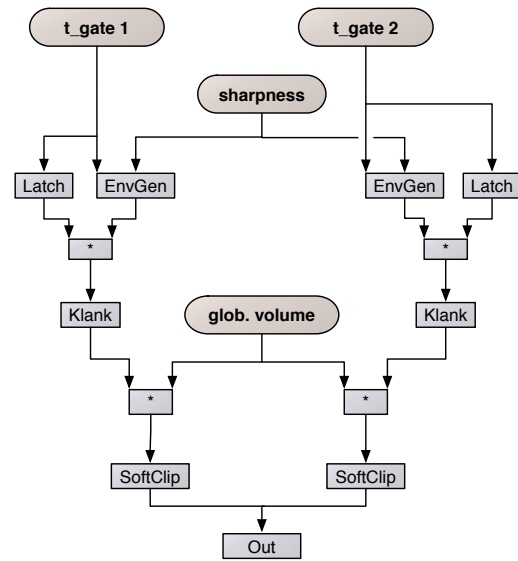 t_gate 1
t_gate 2
sharpness
Latch
EnvGen
EnvGen
Latch
*
*
Klank
glob. volume
Klank
*
*
SoftClip
SoftClip
Out